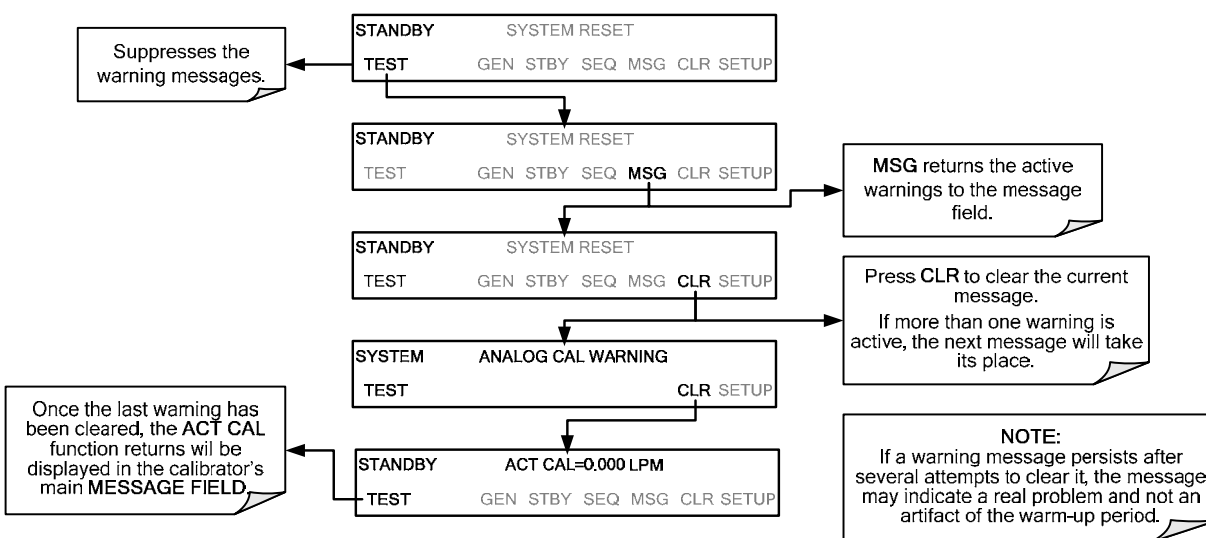 Suppresses the
warning messages.
STANDBY SYSTEM RESET
TEST GEN STBY SEQ MSG CLR SETUP
STANDBY SYSTEM RESET
TEST GEN STBY SEQ MSG CLR SETUP
MSG returns the active
warnings to the message
field.
STANDBY SYSTEM RESET
TEST GEN STBY SEQ MSG CLR SETUP
Press CLR to clear the current
message.
If more than one warning is
active, the next message will take
its place.
SYSTEM ANALOG CAL WARNING
TEST CLR SETUP
Once the last warning has
been cleared, the ACT CAL
function returns wil be
displayed in the calibrator's
main MESSAGE FIELD.
STANDBY ACT CAL=0.000 LPM
TEST GEN STBY SEQ MSG CLR SETUP
NOTE:
If a warning message persists after
several attempts to clear it, the message
may indicate a real problem and not an
artifact of the warm-up period.